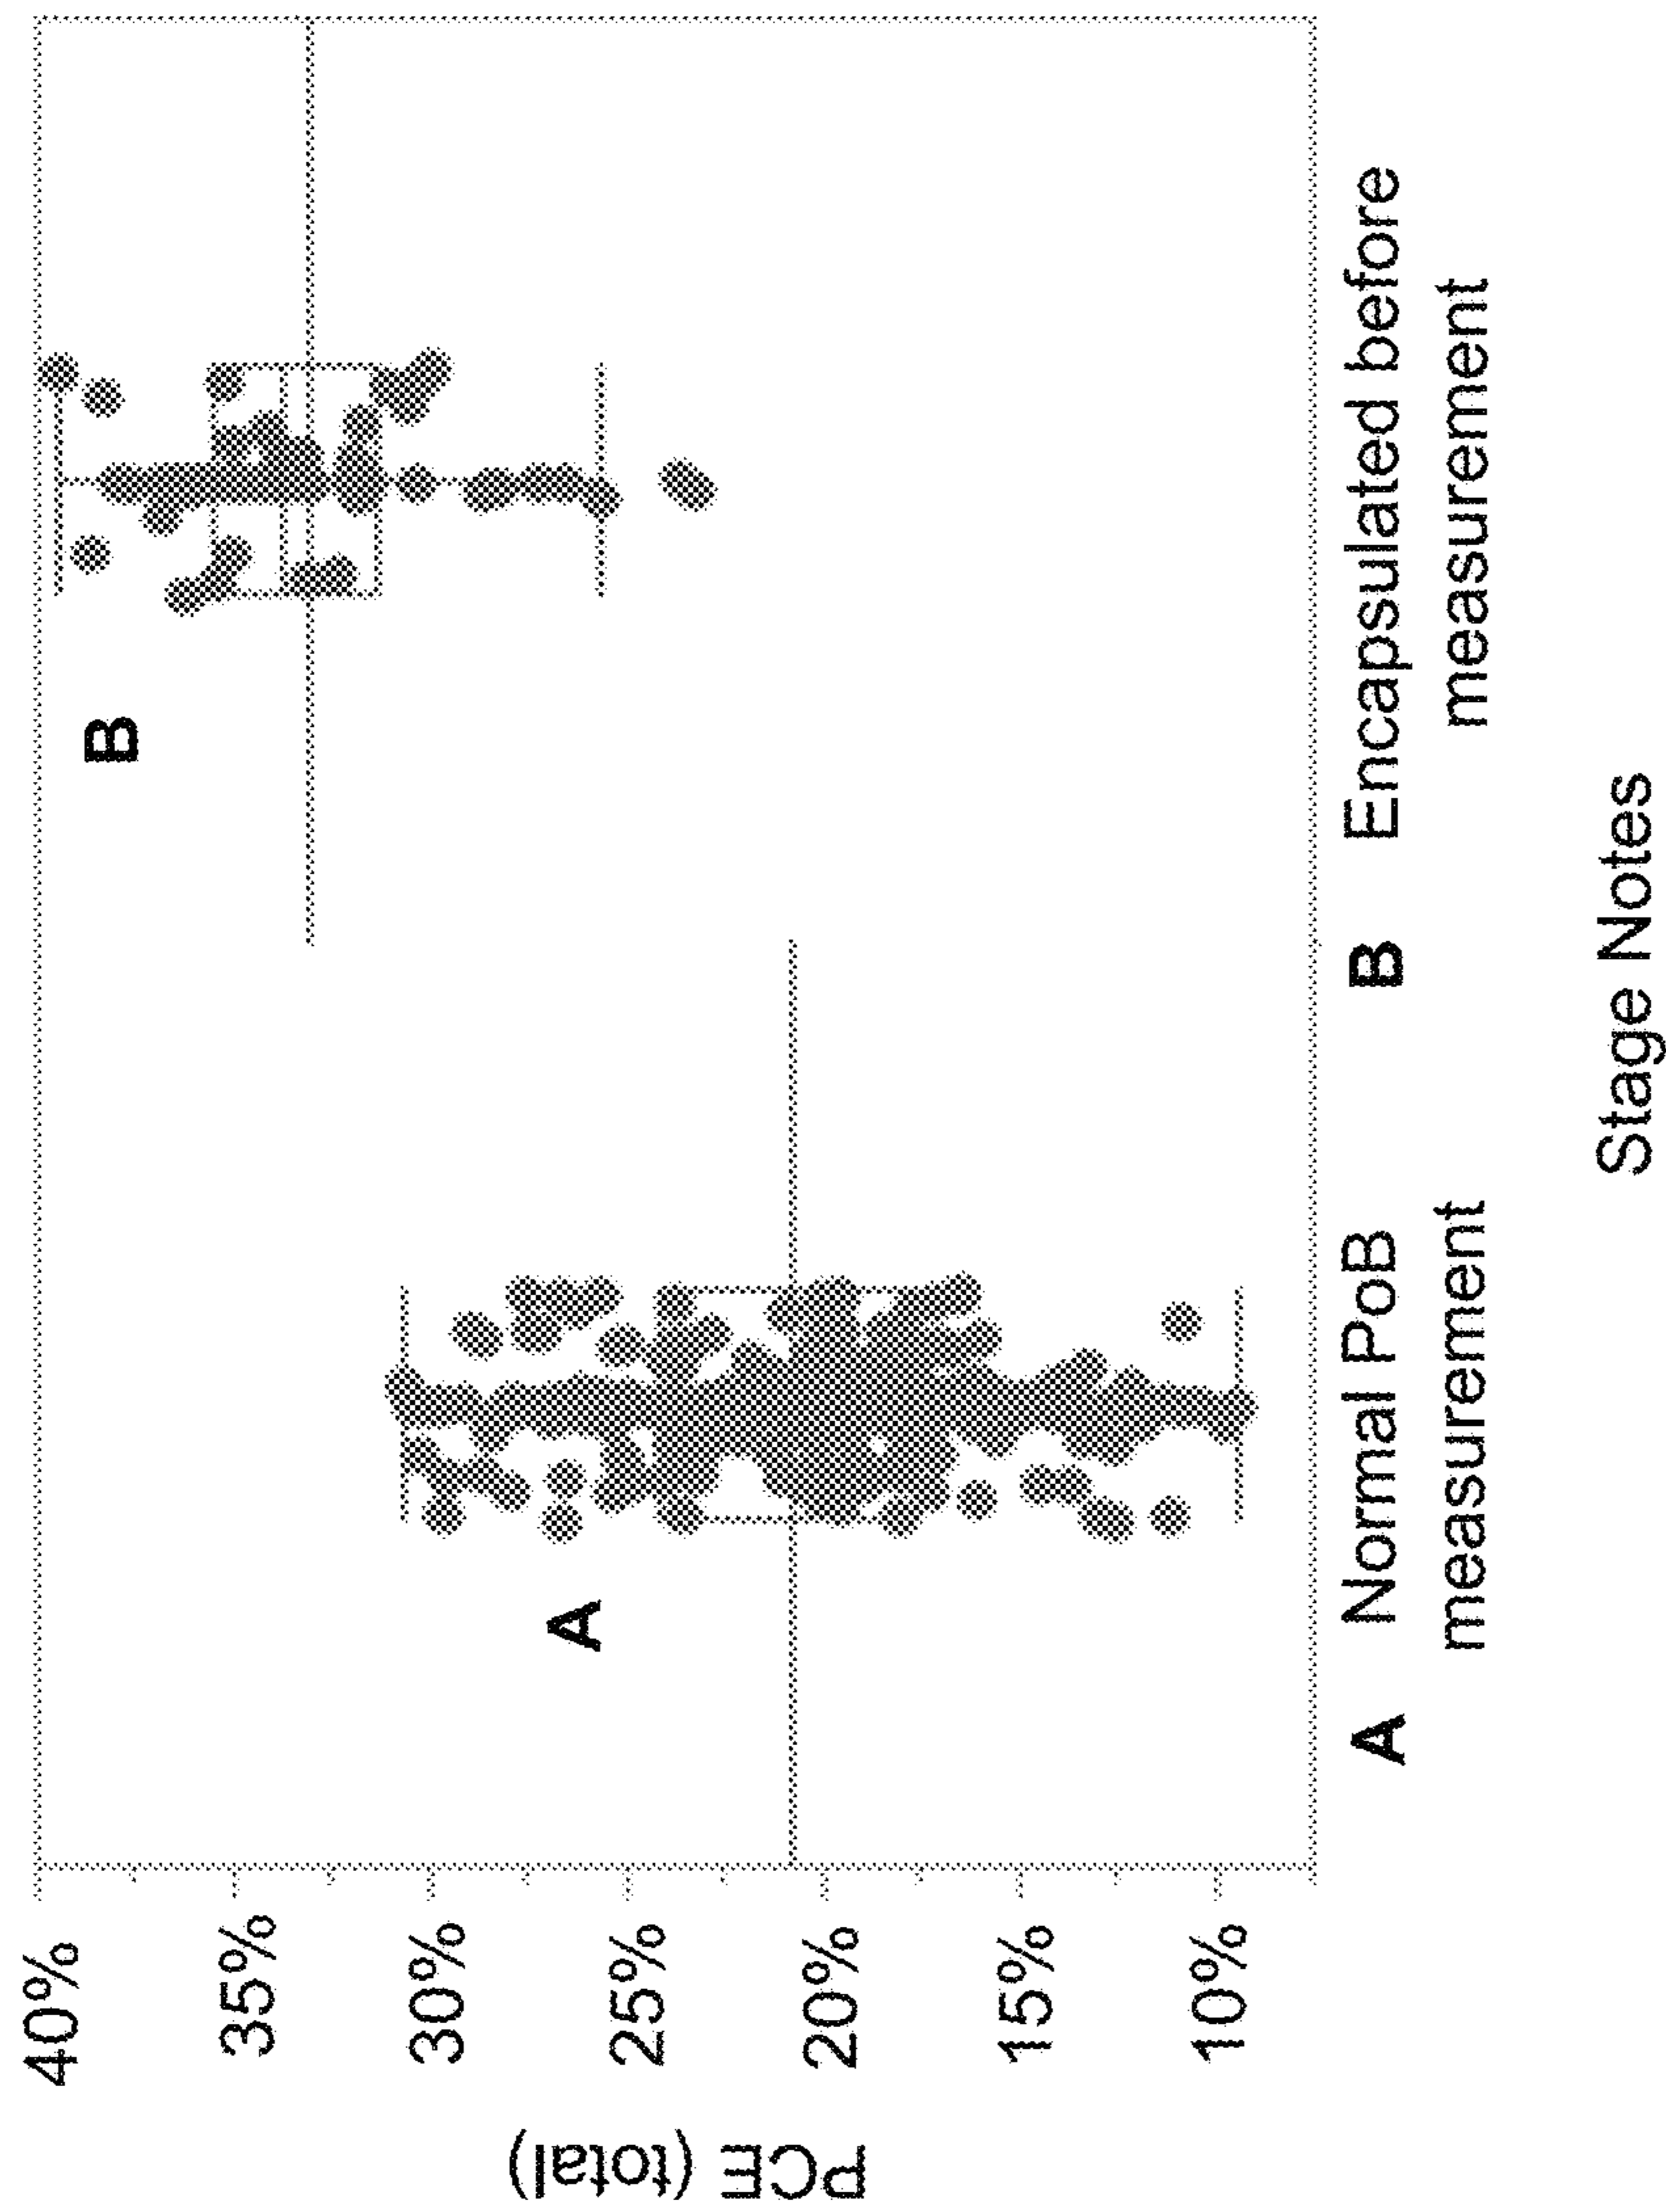 PCE (total)
40%
35%
30%
25%
20%
15%
10%
A
B
A Normal PoB
measurement
B Encapsulated before
measurement
Stage Notes